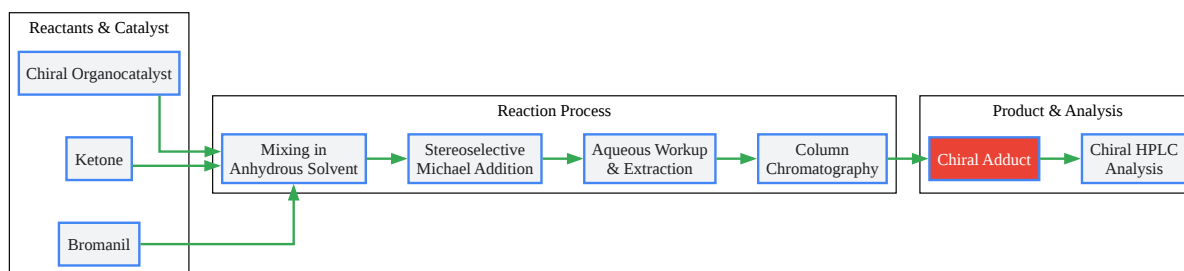 Reactants & Catalyst
Chiral Organocatalyst
Ketone
Bromanil
Reaction Process
Mixing in
Anhydrous Solvent
Stereoselective
Michael Addition
Aqueous Workup
& Extraction
Column
Chromatography
Product & Analysis
Chiral Adduct
Chiral HPLC
Analysis